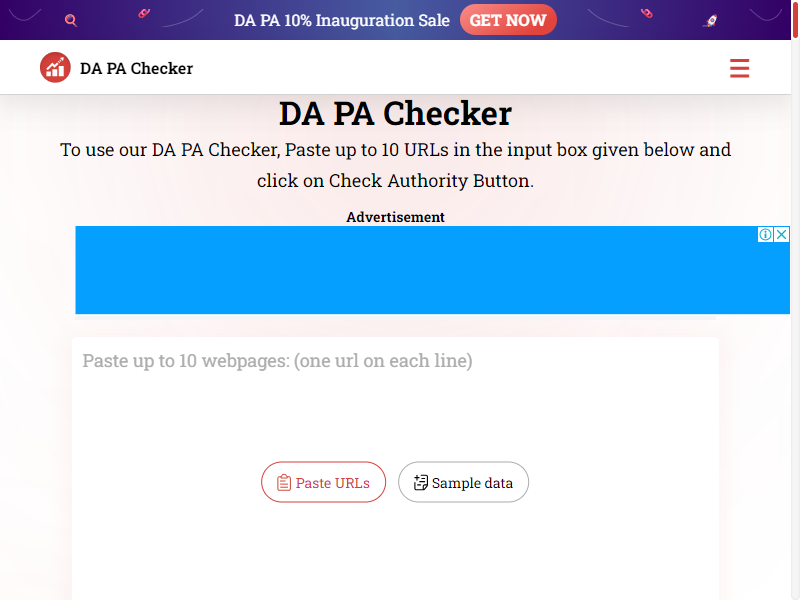 DA PA 10% Inauguration Sale GET NOW
DA PA Checker
DA PA Checker
To use our DA PA Checker, Paste up to 10 URLs in the input box given below and
click on Check Authority Button.
Advertisement
Paste up to 10 webpages: (one url on each line)
Paste URLs
Sample data